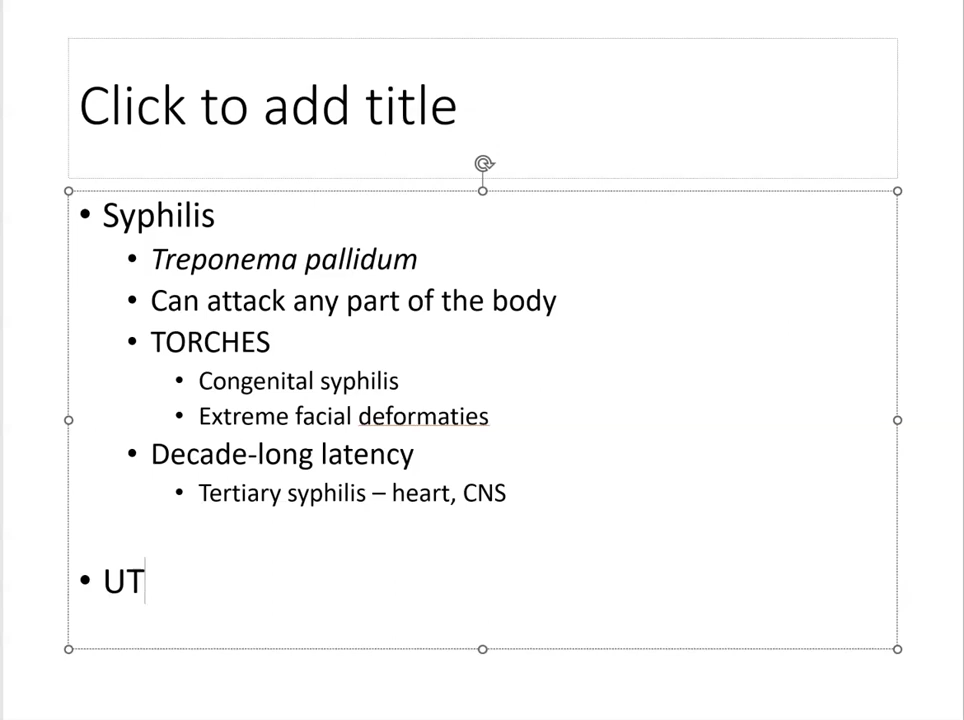 Click to add title
• Syphilis
• Treponema pallidum
• Can attack any part of the body
• TORCHES
• Congenital syphilis
• Extreme facial deformaties
• Decade-long latency
• Tertiary syphilis – heart, CNS
• UT